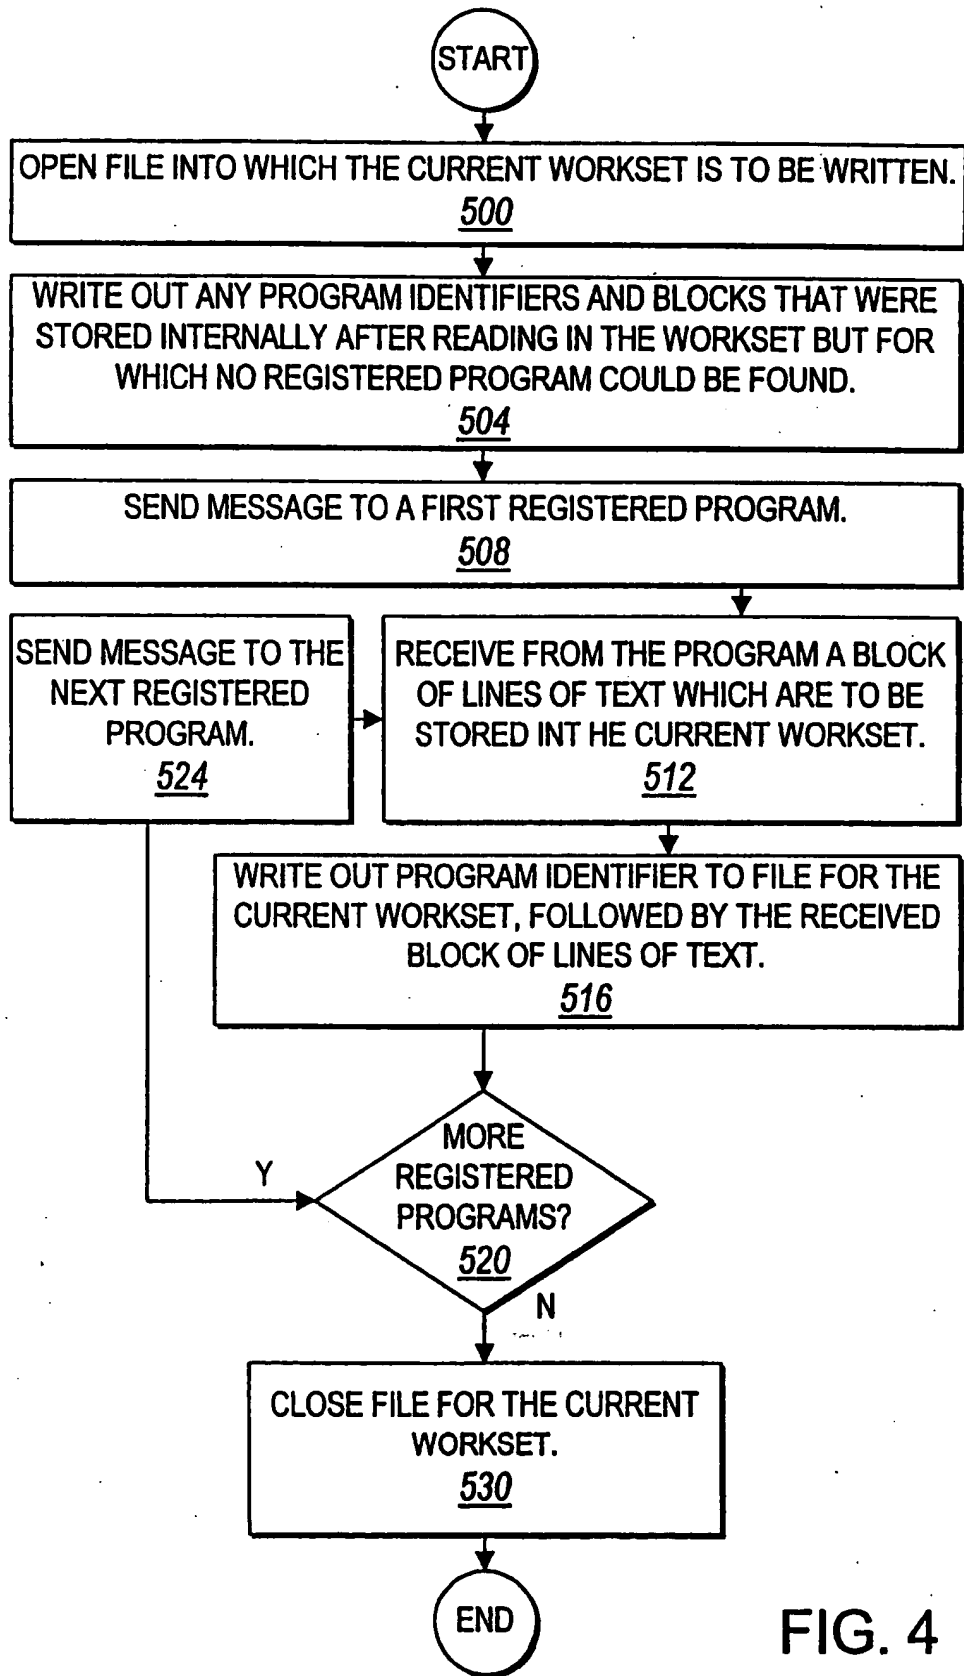 START
OPEN FILE INTO WHICH THE CURRENT WORKSET IS TO BE WRITTEN.
500
WRITE OUT ANY PROGRAM IDENTIFIERS AND BLOCKS THAT WERE
STORED INTERNALLY AFTER READING IN THE WORKSET BUT FOR
WHICH NO REGISTERED PROGRAM COULD BE FOUND.
504
SEND MESSAGE TO A FIRST REGISTERED PROGRAM.
508
SEND MESSAGE TO THE
NEXT REGISTERED
PROGRAM.
524
RECEIVE FROM THE PROGRAM A BLOCK
OF LINES OF TEXT WHICH ARE TO BE
STORED INT HE CURRENT WORKSET.
512
WRITE OUT PROGRAM IDENTIFIER TO FILE FOR THE
CURRENT WORKSET, FOLLOWED BY THE RECEIVED
BLOCK OF LINES OF TEXT.
516
Y
MORE
REGISTERED
PROGRAMS?
520
N
CLOSE FILE FOR THE CURRENT
WORKSET.
530
END
FIG. 4